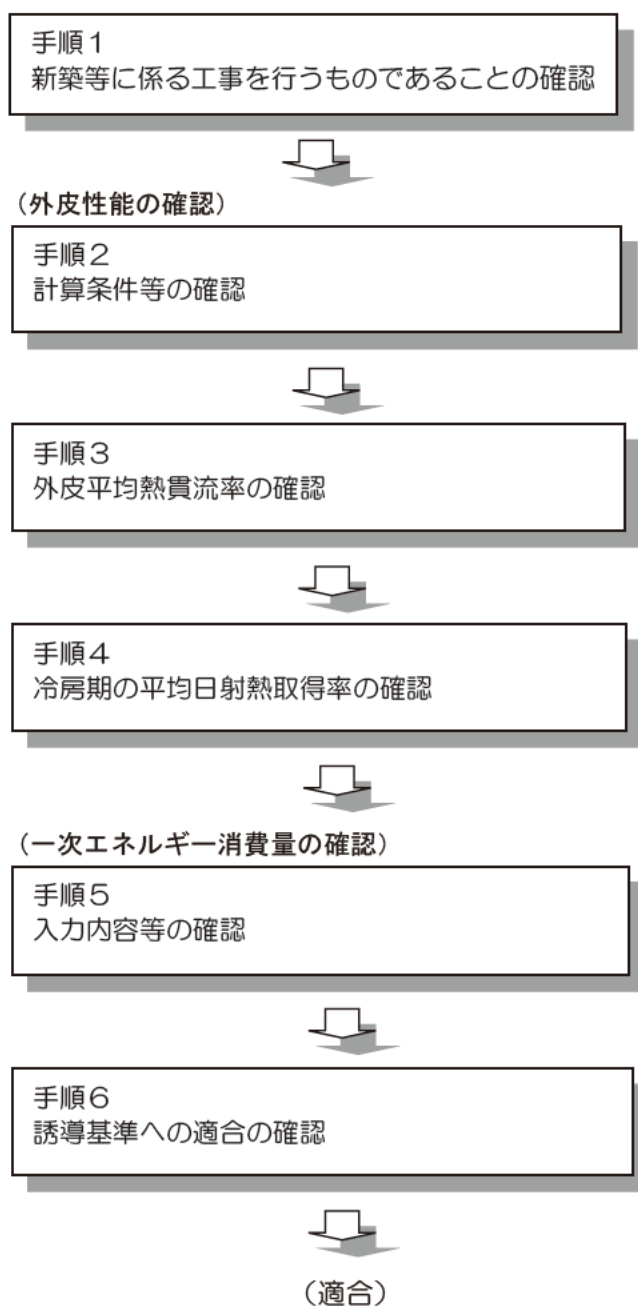 手順１
新築等に係る工事を行うものであることの確認
（外皮性能の確認）
手順２
計算条件等の確認
手順３
外皮平均熱貫流率の確認
手順４
冷房期の平均日射熱取得率の確認
（一次エネルギー消費量の確認）
手順５
入力内容等の確認
手順６
誘導基準への適合の確認
（適合）